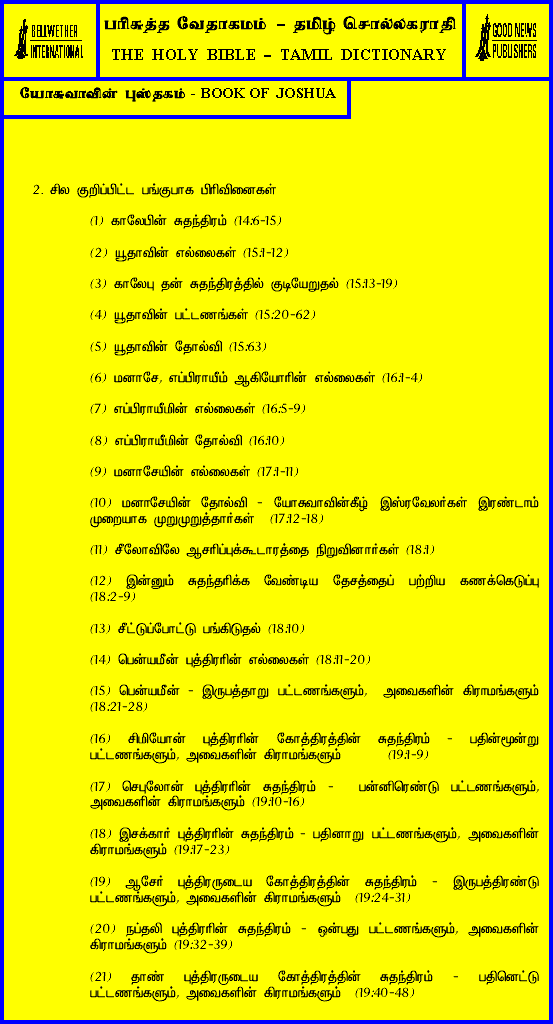 BELLWETHER
INTERNATIONAL
பரிசுத்த வேதாகமம் – தமிழ் சொல்லகராதி
THE HOLY BIBLE – TAMIL DICTIONARY
GOOD NEWS
PUBLISHERS
யோசுவாவின் புஸ்தகம் - BOOK OF JOSHUA
2. சில குறிப்பிட்ட பங்குபாக பிரிவினைகள்
(1) காலேபின் சுதந்திரம் (14:6-15)
(2) யூதாவின் எல்லைகள் (15:1-12)
(3) காலேபு தன் சுதந்திரத்தில் குடியேறுதல் (15:13-19)
(4) யூதாவின் பட்டணங்கள் (15:20-62)
(5) யூதாவின் தோல்வி (15:63)
(6) மனாசே, எப்பிராயீம் ஆகியோரின் எல்லைகள் (16:1-4)
(7) எப்பிராயீமின் எல்லைகள் (16:5-9)
(8) எப்பிராயீமின் தோல்வி (16:10)
(9) மனாசேயின் எல்லைகள் (17:1-11)
(10) மனாசேயின் தோல்வி - யோசுவாவின்கீழ் இஸ்ரவேலர்கள் இரண்டாம்
முறையாக முறுமுறுத்தார்கள் (17:12-18)
(11) சீலோவிலே ஆசரிப்புக்கூடாரத்தை நிறுவினார்கள் (18:1)
(12) இன்னும் சுதந்தரிக்க வேண்டிய தேசத்தைப் பற்றிய கணக்கெடுப்பு
(18:2-9)
(13) சீட்டுப்போட்டு பங்கிடுதல் (18:10)
(14) பென்யமீன் புத்திரரின் எல்லைகள் (18:11-20)
(15) பென்யமீன் - இருபத்தாறு பட்டணங்களும், அவைகளின் கிராமங்களும்
(18:21-28)
(16) சிமியோன் புத்திரரின் கோத்திரத்தின் சுதந்திரம் - பதின்மூன்று
பட்டணங்களும், அவைகளின் கிராமங்களும் (19:1-9)
(17) செபுலோன் புத்திரரின் சுதந்திரம் - பன்னிரெண்டு பட்டணங்களும்,
அவைகளின் கிராமங்களும் (19:10-16)
(18) இசக்கார் புத்திரரின் சுதந்திரம் - பதினாறு பட்டணங்களும், அவைகளின்
கிராமங்களும் (19:17-23)
(19) ஆசேர் புத்திரருடைய கோத்திரத்தின் சுதந்திரம் - இருபத்திரண்டு
பட்டணங்களும், அவைகளின் கிராமங்களும் (19:24-31)
(20) நப்தலி புத்திரரின் சுதந்திரம் - ஒன்பது பட்டணங்களும், அவைகளின்
கிராமங்களும் (19:32-39)
(21) தாண் புத்திரருடைய கோத்திரத்தின் சுதந்திரம் - பதினெட்டு
பட்டணங்களும், அவைகளின் கிராமங்களும் (19:40-48)